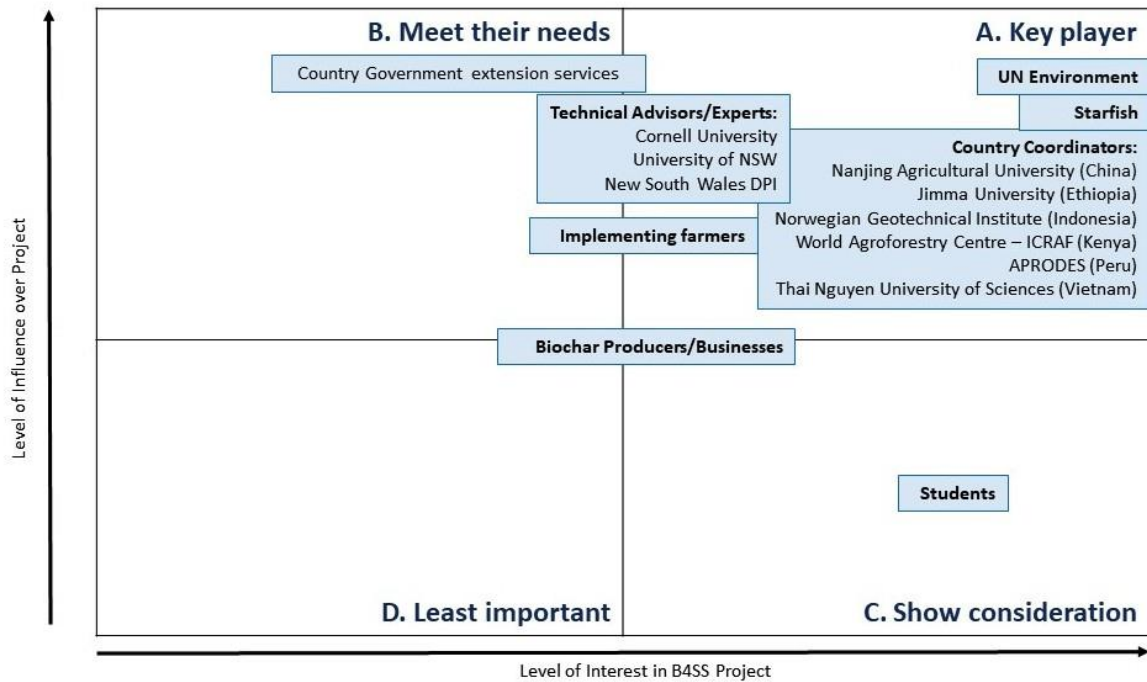 Level of Influence over Project
B. Meet their needs
A. Key player
Country Government extension services
UN Environment
Starfish
Technical Advisors/Experts:
Cornell University
University of NSW
New South Wales DPI
Country Coordinators:
Nanjing Agricultural University (China)
Jimma University (Ethiopia)
Norwegian Geotechnical Institute (Indonesia)
World Agroforestry Centre – ICRAF (Kenya)
APRODES (Peru)
Thai Nguyen University of Sciences (Vietnam)
Implementing farmers
Biochar Producers/Businesses
Students
D. Least important
C. Show consideration
Level of Interest in B4SS Project